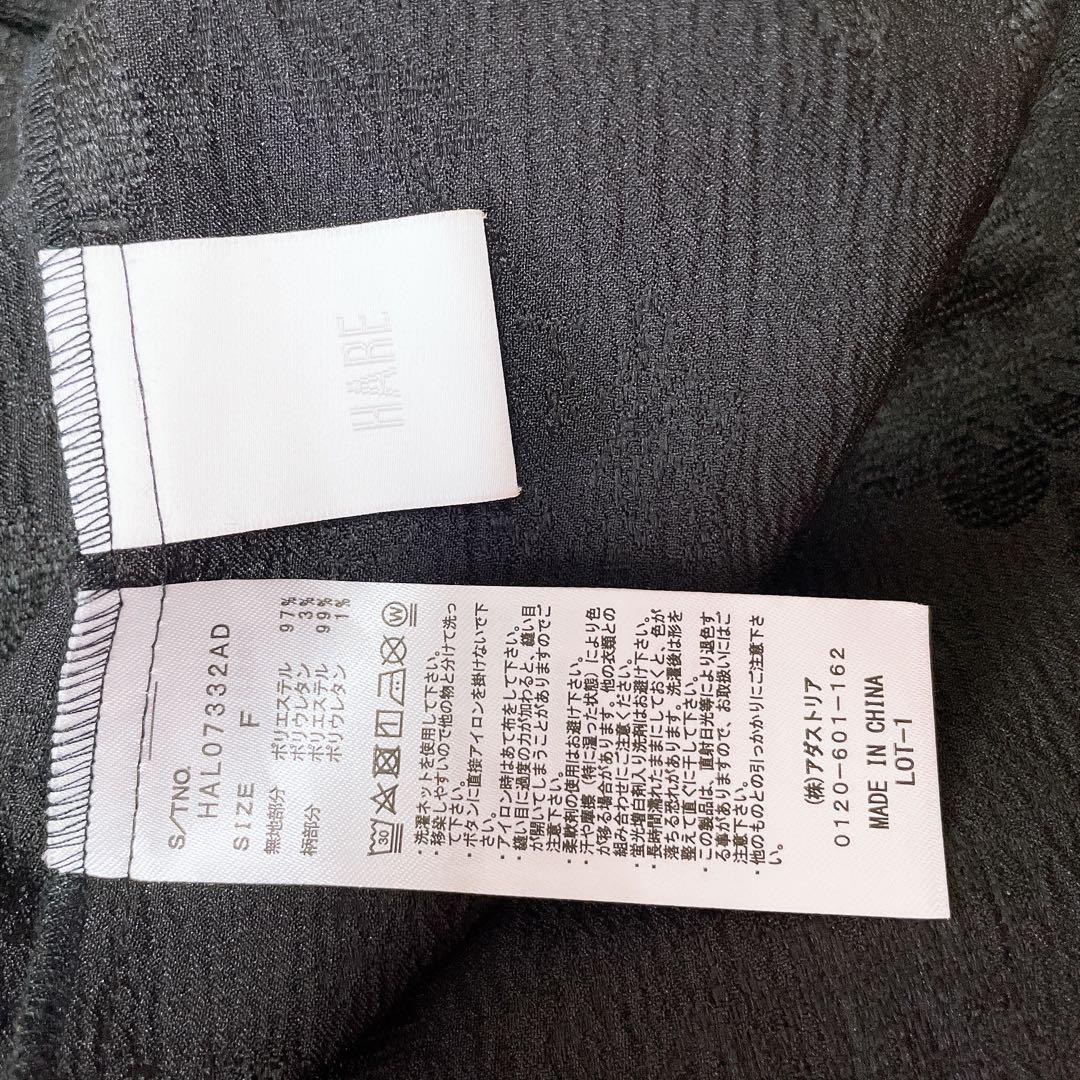 HARE
S/TNO.
HAL07332AD
SIZE F
無地部分 ポリエステル 97%
ポリウレタン 3%
柄部分 ポリエステル 99%
ポリウレタン 1%
30 W
・洗濯ネットを使用して下さい。
・移染しやすいので他の物と分けて洗っ
て下さい。
・ボタンに直接アイロンを掛けないで下
さい。
・アイロン時はあて布をして下さい。
・縫い目に過度の力が加わると、縫い目
が開いてしまうことがありますのでご
注意下さい。
・柔軟剤の使用はお避け下さい。
・汗や摩擦（特に湿った状態）により色
が移る場合があります。他の衣類との
組み合わせにご注意ください。
・蛍光増白剤入り洗剤はお避け下さい。
・長時間濡れたままにしておくと、色が
落ちる恐れがあります。洗濯後は形を
整えて直ぐに干して下さい。
・この製品は、直射日光等により退色す
る事がありますので、お取扱いにはご
注意下さい。
・他のものとの引っかかりにご注意下さ
い。
(株)アダストリア
0120-601-162
MADE IN CHINA
LOT-1